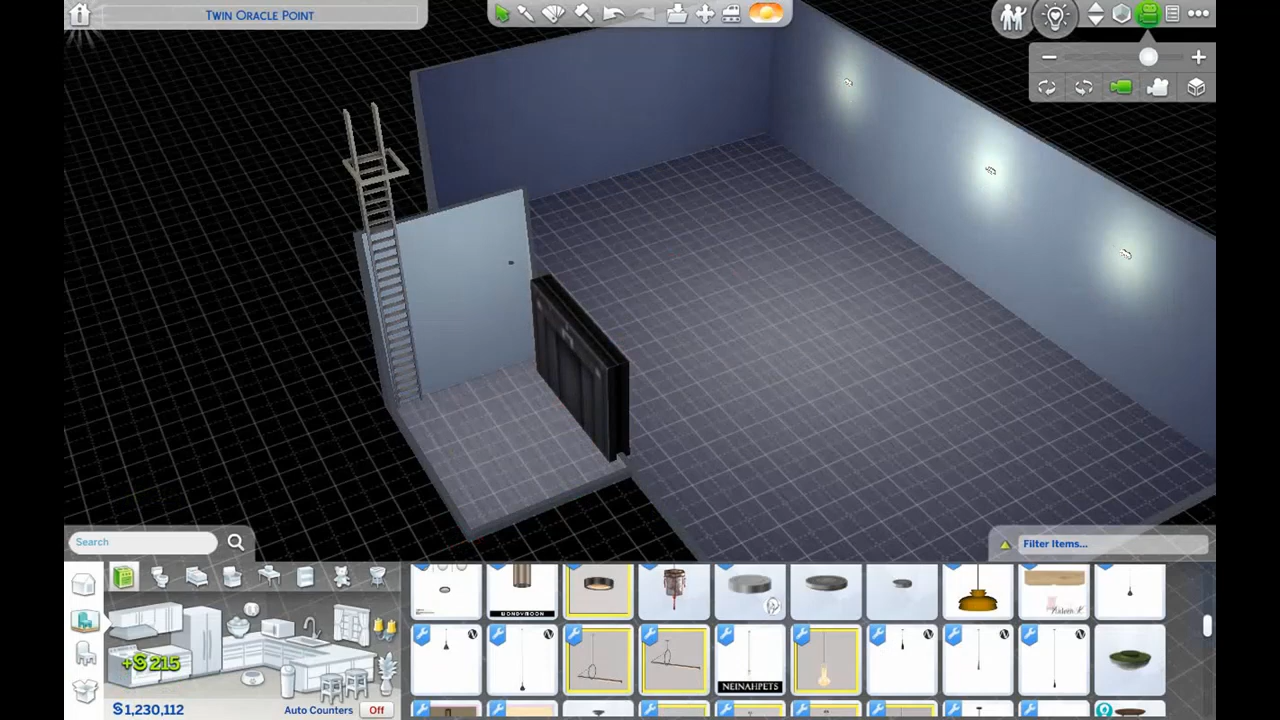 TWIN ORACLE POINT
Search
Filter Items...
+§215
§1,230,112
Auto Counters
Off
NEINAHPETS